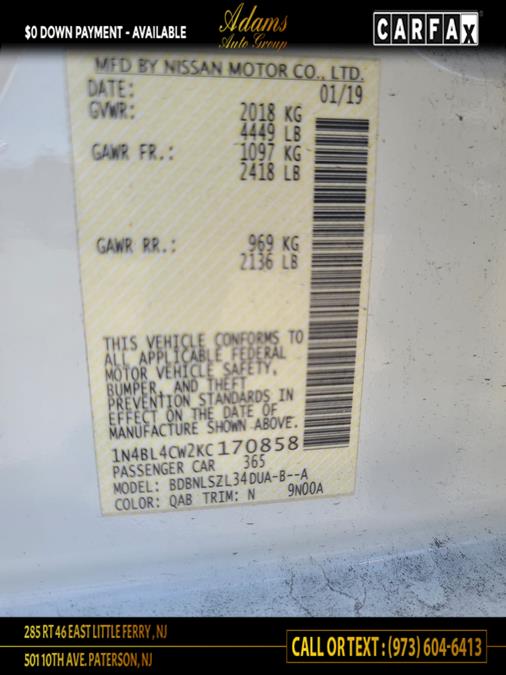 $0 DOWN PAYMENT - AVAILABLE
Adams
Auto Group
CARFAX
MFD BY NISSAN MOTOR CO., LTD.
DATE: 01/19
GVWR: 2018 KG
4449 LB
GAWR FR.: 1097 KG
2418 LB
GAWR RR.: 969 KG
2136 LB
THIS VEHICLE CONFORMS TO
ALL APPLICABLE FEDERAL
MOTOR VEHICLE SAFETY,
BUMPER, AND THEFT
PREVENTION STANDARDS IN
EFFECT ON THE DATE OF
MANUFACTURE SHOWN ABOVE.
1N4BL4CW2KC170858
PASSENGER CAR 365
MODEL: BDBNLSZL34DUA-B--A
COLOR: QAB TRIM: N 9N00A
285 RT 46 EAST LITTLE FERRY , NJ
501 10TH AVE. PATERSON, NJ
CALL OR TEXT : (973) 604-6413